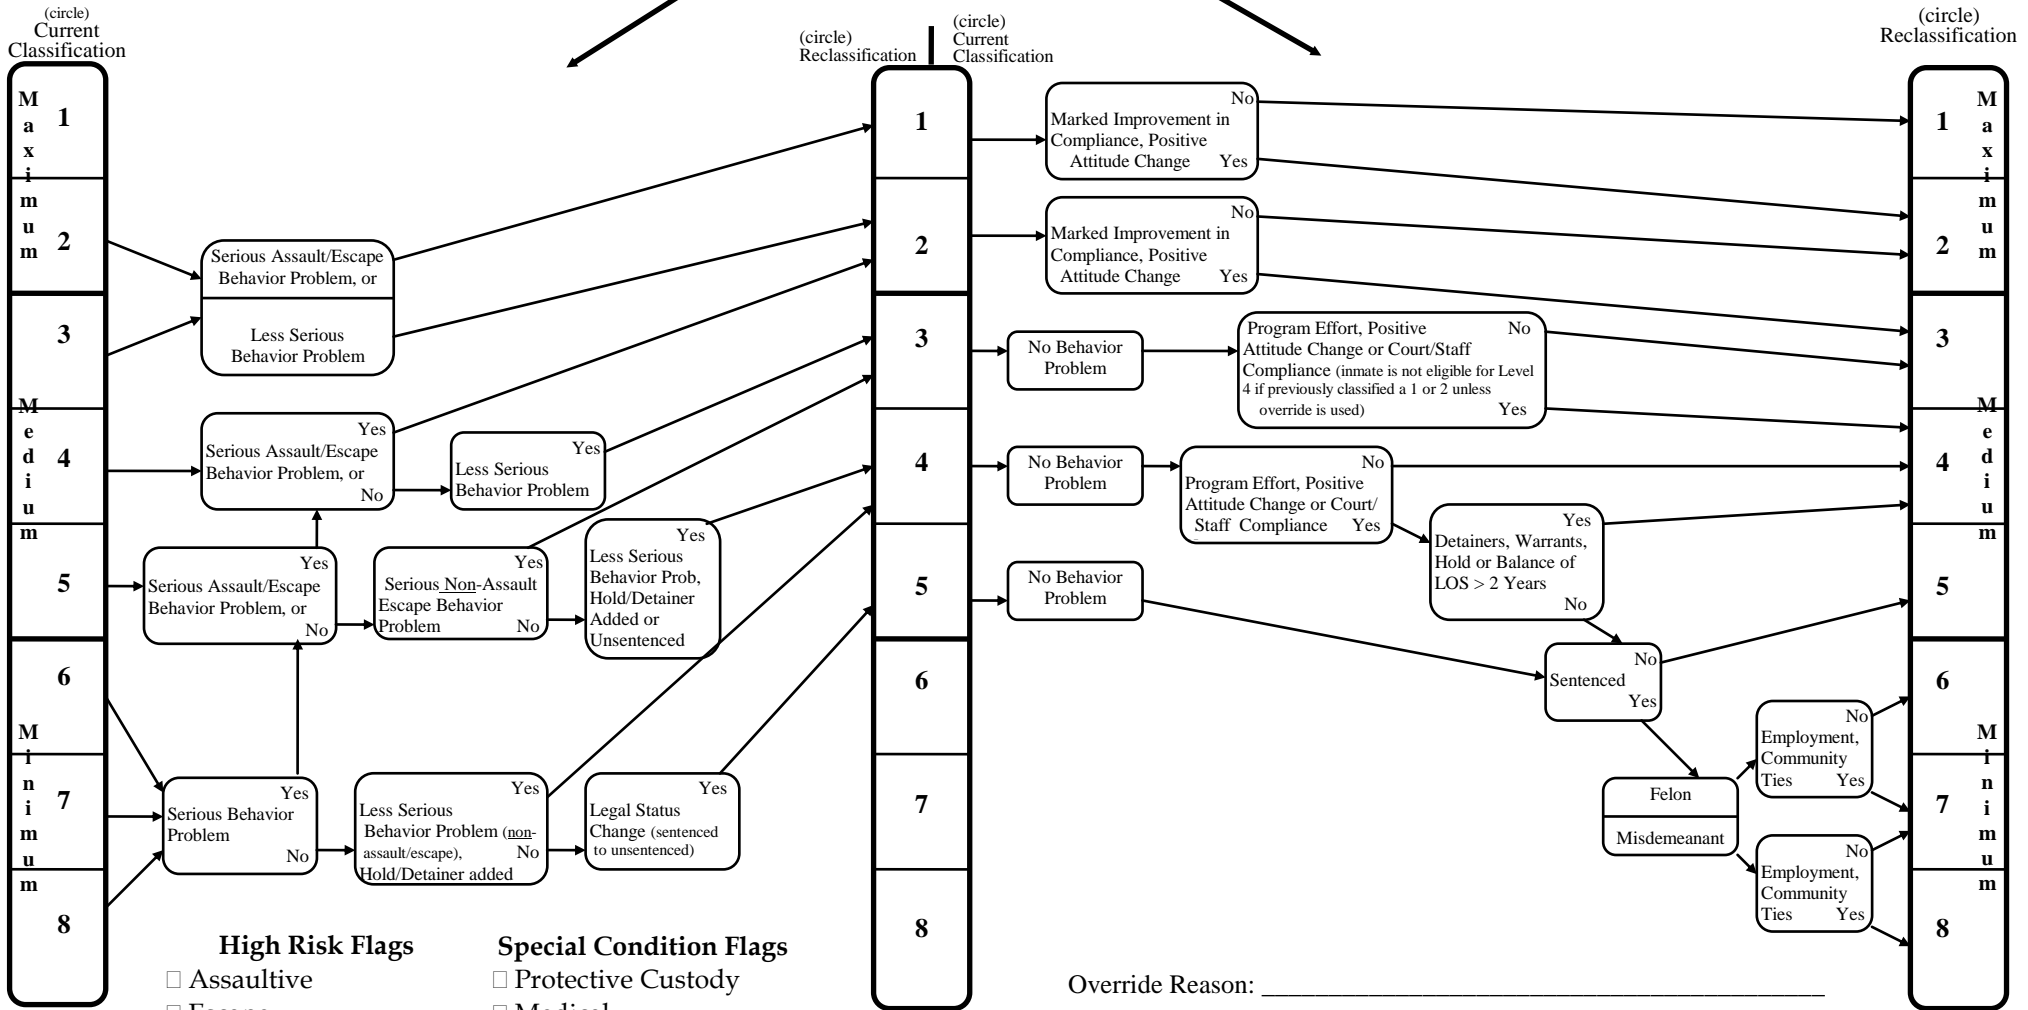 (circle)
Current
Classification
(circle)
Reclassification
(circle)
Current
Classification
(circle)
Reclassification
Maximum
1
2
Medium
3
4
5
Minimum
6
7
8
Serious Assault/Escape
Behavior Problem, or
Less Serious
Behavior Problem
Yes
Serious Assault/Escape
Behavior Problem, or
No
Yes
Less Serious
Behavior Problem
Yes
Serious Assault/Escape
Behavior Problem, or
No
Yes
Serious Non-Assault
Escape Behavior
Problem No
Yes
Less Serious
Behavior Prob,
Hold/Detainer
Added or
Unsentenced
Yes
Serious Behavior
Problem
No
Yes
Less Serious
Behavior Problem (non-
assault/escape), No
Hold/Detainer added
Yes
Legal Status
Change (sentenced
to unsentenced)
1
2
3
4
5
6
7
8
No
Marked Improvement in
Compliance, Positive
Attitude Change Yes
No
Marked Improvement in
Compliance, Positive
Attitude Change Yes
No Behavior
Problem
Program Effort, Positive No
Attitude Change or Court/Staff
Compliance (inmate is not eligible for Level
4 if previously classified a 1 or 2 unless
override is used) Yes
No Behavior
Problem
No
Program Effort, Positive
Attitude Change or Court/
Staff Compliance Yes
Yes
Detainers, Warrants,
Hold or Balance of
LOS > 2 Years
No
No Behavior
Problem
No
Sentenced
Yes
Felon
Misdemeanant
No
Employment,
Community
Ties Yes
No
Employment,
Community
Ties Yes
1
2
Maximum
3
4
5
Medium
6
7
8
Minimum
High Risk Flags
□ Assaultive
□ Escape
Special Condition Flags
□ Protective Custody
□ Medical
Override Reason: ______________________________________________